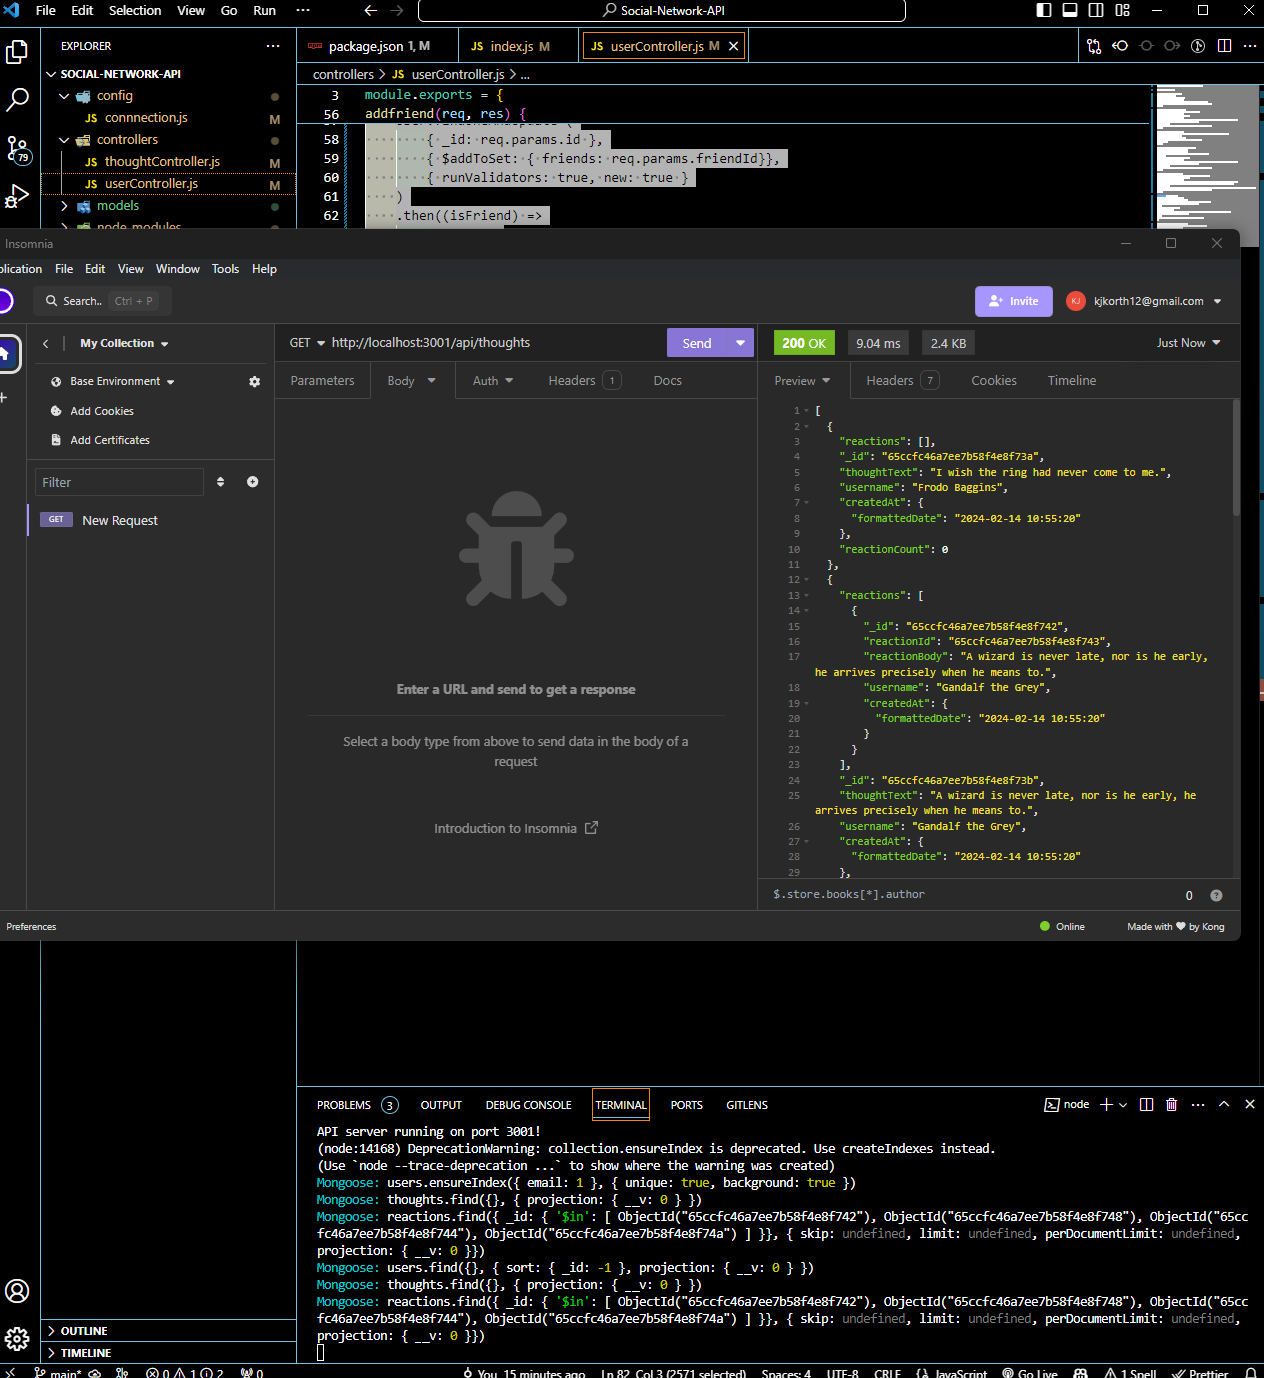 File Edit Selection View Go Run ··· Social-Network-API
EXPLORER ···
SOCIAL-NETWORK-API
config
connnection.js M
controllers
thoughtController.js M
userController.js M
models
79
package.json 1, M
index.js M
userController.js M
controllers > JS userController.js > ...
3 module.exports = {
56 addfriend(req, res) {
58 { _id: req.params.id },
59 { $addToSet: { friends: req.params.friendId}},
60 { runValidators: true, new: true }
61 )
62 .then((isFriend) =>
Insomnia
plication File Edit View Window Tools Help
Search.. Ctrl + P
Invite KJ kjkorth12@gmail.com
My Collection
Base Environment
Add Cookies
Add Certificates
Filter
GET New Request
GET http://localhost:3001/api/thoughts Send
Parameters Body Auth Headers 1 Docs
Enter a URL and send to get a response
Select a body type from above to send data in the body of a
request
Introduction to Insomnia
200 OK 9.04 ms 2.4 KB Just Now
Preview Headers 7 Cookies Timeline
1 [
2 {
3 "reactions": [],
4 "_id": "65ccfc46a7ee7b58f4e8f73a",
5 "thoughtText": "I wish the ring had never come to me.",
6 "username": "Frodo Baggins",
7 "createdAt": {
8 "formattedDate": "2024-02-14 10:55:20"
9 },
10 "reactionCount": 0
11 },
12 {
13 "reactions": [
14 {
15 "_id": "65ccfc46a7ee7b58f4e8f742",
16 "reactionId": "65ccfc46a7ee7b58f4e8f743",
17 "reactionBody": "A wizard is never late, nor is he early,
he arrives precisely when he means to.",
18 "username": "Gandalf the Grey",
19 "createdAt": {
20 "formattedDate": "2024-02-14 10:55:20"
21 }
22 }
23 ],
24 "_id": "65ccfc46a7ee7b58f4e8f73b",
25 "thoughtText": "A wizard is never late, nor is he early, he
arrives precisely when he means to.",
26 "username": "Gandalf the Grey",
27 "createdAt": {
28 "formattedDate": "2024-02-14 10:55:20"
29 },
$.store.books[*].author 0
Preferences Online Made with ♥ by Kong
PROBLEMS 3 OUTPUT DEBUG CONSOLE TERMINAL PORTS GITLENS node
API server running on port 3001!
(node:14168) DeprecationWarning: collection.ensureIndex is deprecated. Use createIndexes instead.
(Use `node --trace-deprecation ...` to show where the warning was created)
Mongoose: users.ensureIndex({ email: 1 }, { unique: true, background: true })
Mongoose: thoughts.find({}, { projection: { __v: 0 } })
Mongoose: reactions.find({ _id: { '$in': [ ObjectId("65ccfc46a7ee7b58f4e8f742"), ObjectId("65ccfc46a7ee7b58f4e8f748"), ObjectId("65cc
fc46a7ee7b58f4e8f744"), ObjectId("65ccfc46a7ee7b58f4e8f74a") ] }}, { skip: undefined, limit: undefined, perDocumentLimit: undefined,
projection: { __v: 0 }})
Mongoose: users.find({}, { sort: { _id: -1 }, projection: { __v: 0 } })
Mongoose: thoughts.find({}, { projection: { __v: 0 } })
Mongoose: reactions.find({ _id: { '$in': [ ObjectId("65ccfc46a7ee7b58f4e8f742"), ObjectId("65ccfc46a7ee7b58f4e8f748"), ObjectId("65cc
fc46a7ee7b58f4e8f744"), ObjectId("65ccfc46a7ee7b58f4e8f74a") ] }}, { skip: undefined, limit: undefined, perDocumentLimit: undefined,
projection: { __v: 0 }})
OUTLINE
TIMELINE
main* 0 1 2 0 You, 15 minutes ago Ln 82, Col 3 (2571 selected) Spaces: 4 UTF-8 CRLF JavaScript Go Live 1 Spell Prettier